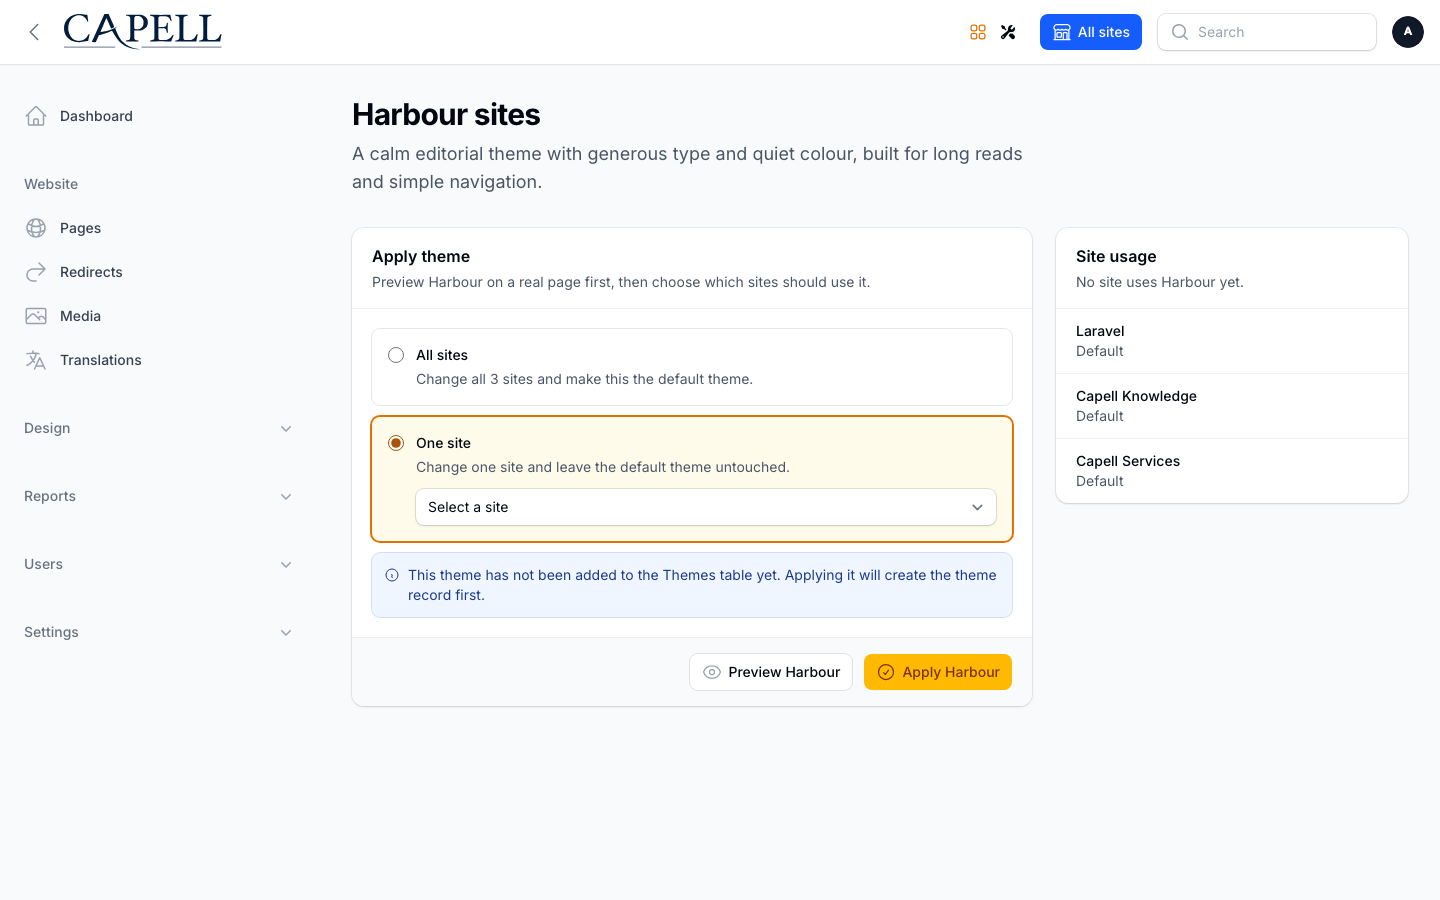 CAPELL
All sites
Search
A
Dashboard
Website
Pages
Redirects
Media
Translations
Design
Reports
Users
Settings
Harbour sites
A calm editorial theme with generous type and quiet colour, built for long reads
and simple navigation.
Apply theme
Preview Harbour on a real page first, then choose which sites should use it.
All sites
Change all 3 sites and make this the default theme.
One site
Change one site and leave the default theme untouched.
Select a site
This theme has not been added to the Themes table yet. Applying it will create the theme
record first.
Preview Harbour
Apply Harbour
Site usage
No site uses Harbour yet.
Laravel
Default
Capell Knowledge
Default
Capell Services
Default